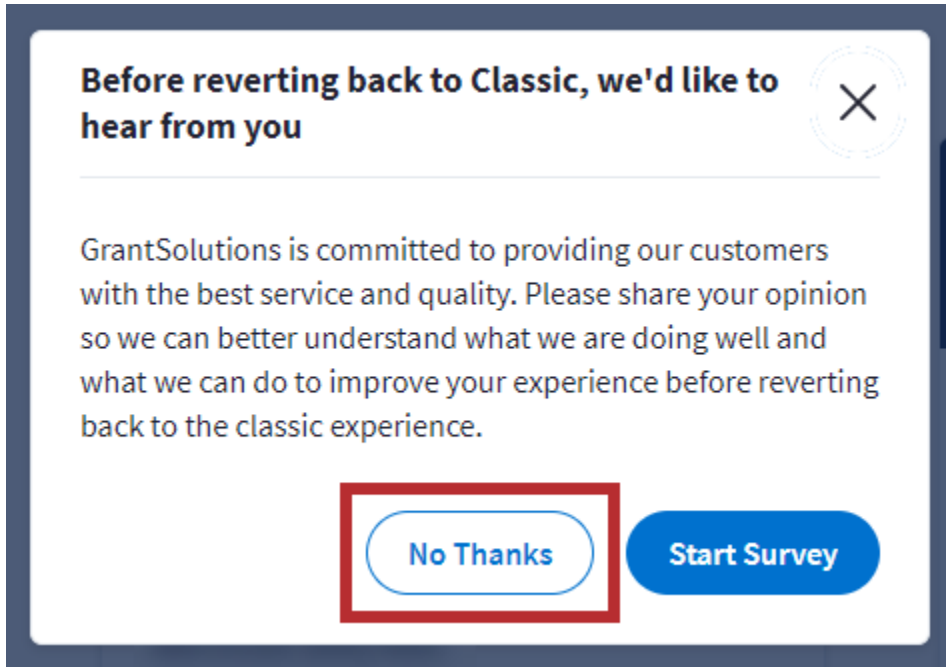 Before reverting back to Classic, we'd like to
hear from you
GrantSolutions is committed to providing our customers
with the best service and quality. Please share your opinion
so we can better understand what we are doing well and
what we can do to improve your experience before reverting
back to the classic experience.
No Thanks
Start Survey